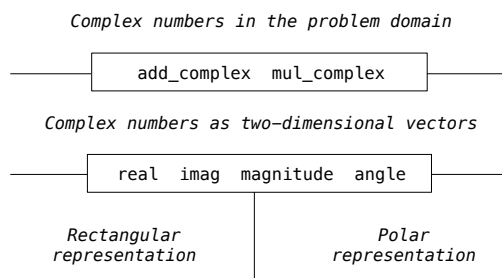 Complex numbers in the problem domain
add_complex mul_complex
Complex numbers as two-dimensional vectors
real imag magnitude angle
Rectangular
representation
Polar
representation